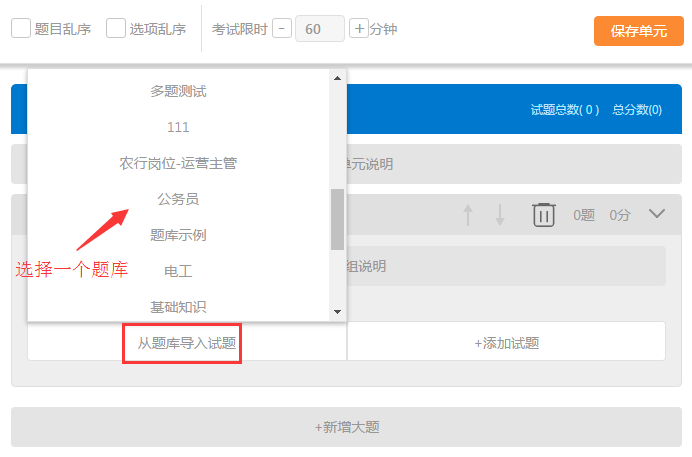 题目乱序 选项乱序 考试限时 - 60 + 分钟 保存单元
多题测试
试题总数( 0 ) 总分数(0)
111
农行岗位-运营主管
单元说明
公务员
0题 0分
题库示例
选择一个题库
电工
组说明
基础知识
从题库导入试题
+添加试题
+新增大题